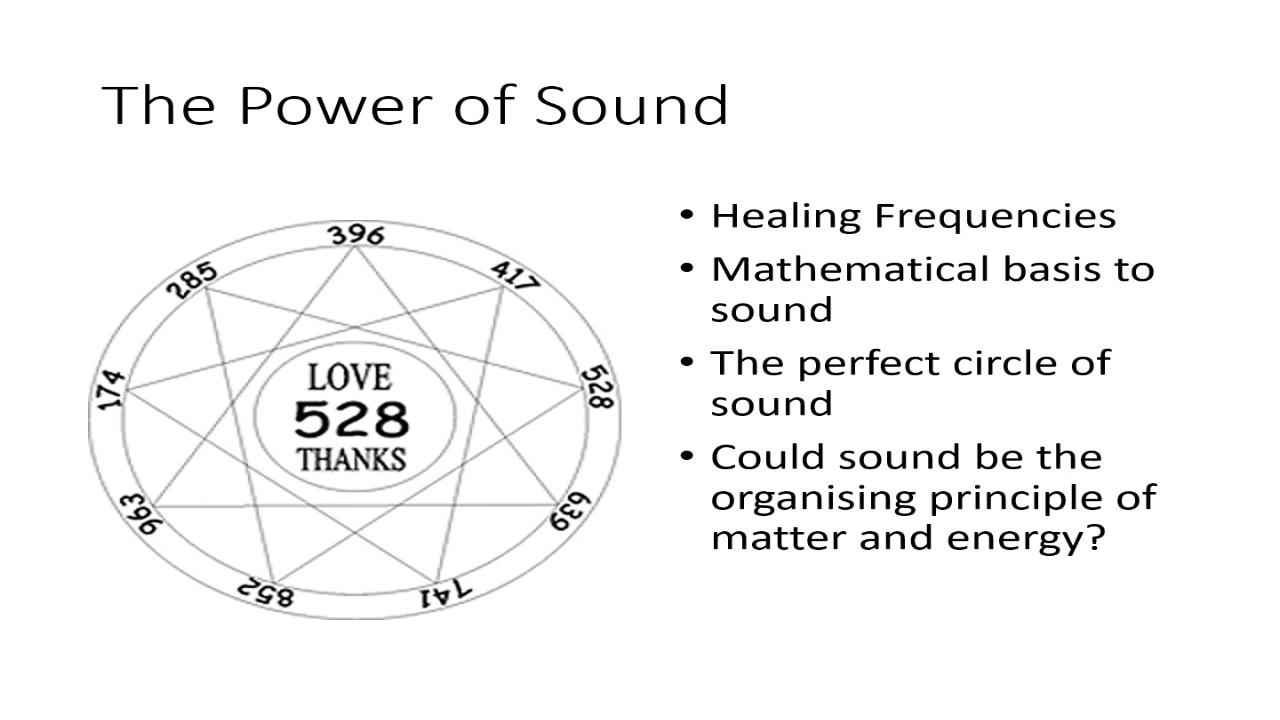 The Power of Sound
396
285
417
174
528
LOVE
528
THANKS
963
639
852
741
• Healing Frequencies
• Mathematical basis to
sound
• The perfect circle of
sound
• Could sound be the
organising principle of
matter and energy?